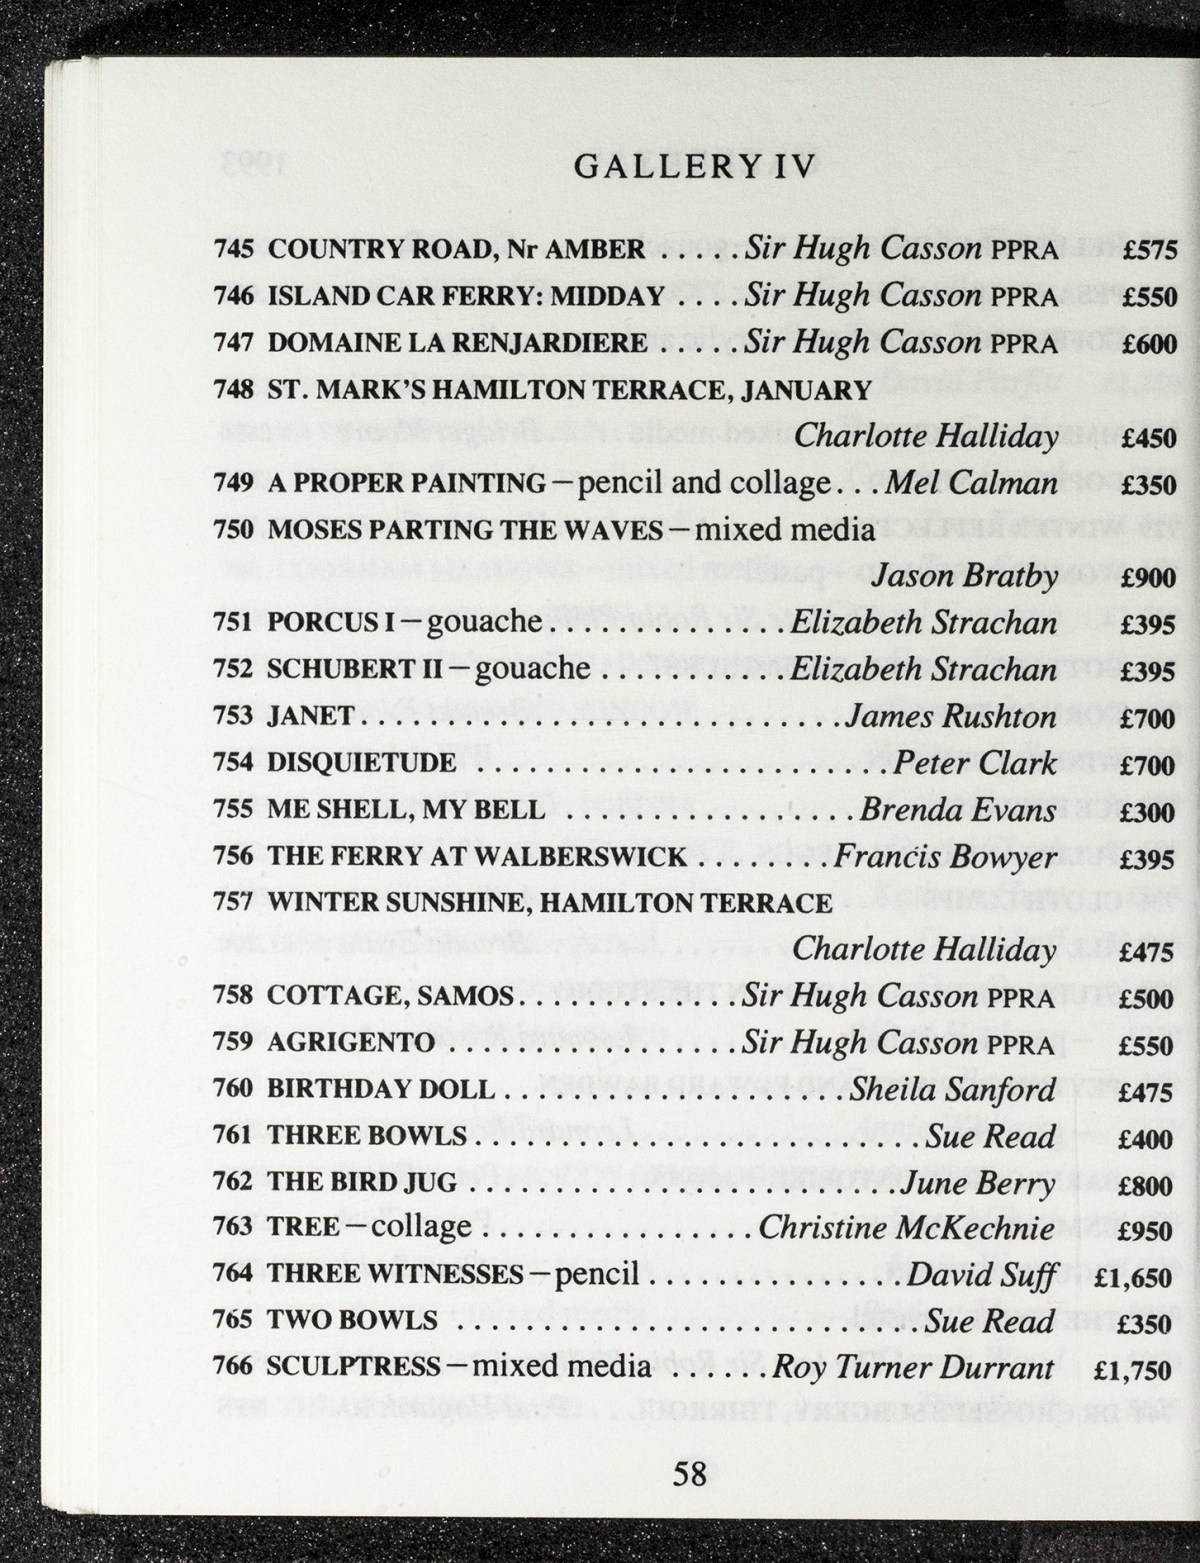 GALLERY IV
745 COUNTRY ROAD, Nr AMBER ..... Sir Hugh Casson PPRA £575
746 ISLAND CAR FERRY: MIDDAY .... Sir Hugh Casson PPRA £550
747 DOMAINE LA RENJARDIERE ..... Sir Hugh Casson PPRA £600
748 ST. MARK'S HAMILTON TERRACE, JANUARY
Charlotte Halliday £450
749 A PROPER PAINTING—pencil and collage... Mel Calman £350
750 MOSES PARTING THE WAVES—mixed media
Jason Bratby £900
751 PORCUS I—gouache............... Elizabeth Strachan £395
752 SCHUBERT II—gouache ........... Elizabeth Strachan £395
753 JANET ........................... James Rushton £700
754 DISQUIETUDE ........................ Peter Clark £700
755 ME SHELL, MY BELL ................. Brenda Evans £300
756 THE FERRY AT WALBERSWICK ........ Francis Bowyer £395
757 WINTER SUNSHINE, HAMILTON TERRACE
Charlotte Halliday £475
758 COTTAGE, SAMOS............. Sir Hugh Casson PPRA £500
759 AGRIGENTO ................. Sir Hugh Casson PPRA £550
760 BIRTHDAY DOLL.................... Sheila Sanford £475
761 THREE BOWLS.......................... Sue Read £400
762 THE BIRD JUG ......................... June Berry £800
763 TREE—collage ................ Christine McKechnie £950
764 THREE WITNESSES—pencil............... David Suff £1,650
765 TWO BOWLS ........................... Sue Read £350
766 SCULPTRESS—mixed media ...... Roy Turner Durrant £1,750
58